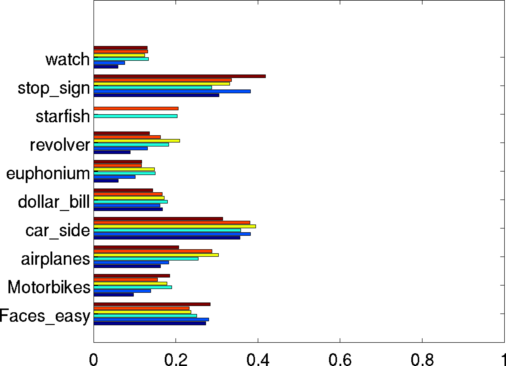 watch
stop_sign
starfish
revolver
euphonium
dollar_bill
car_side
airplanes
Motorbikes
Faces_easy
0 0.2 0.4 0.6 0.8 1